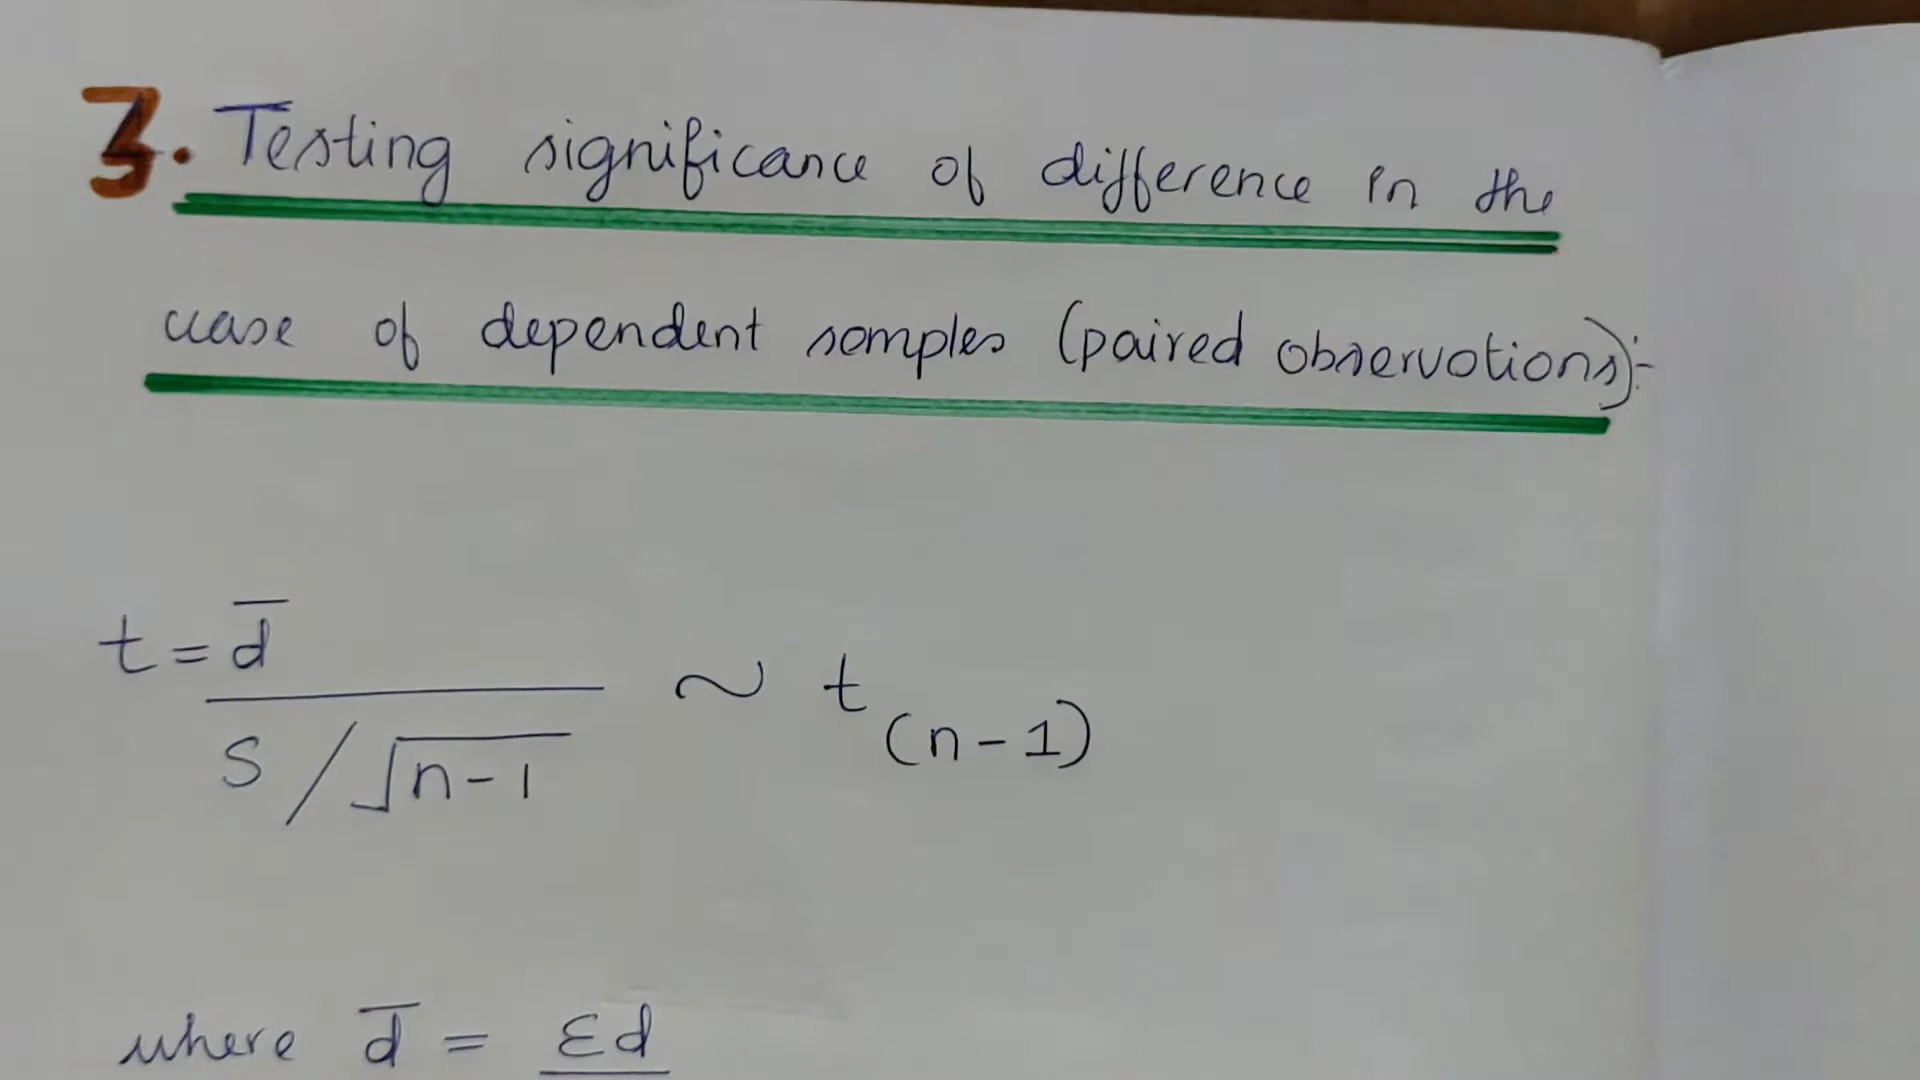 3. Testing significance of difference in the
case of dependent samples (paired observations):-
t = d̅ / (S / √(n-1)) ~ t (n-1)
where d̅ = Σd